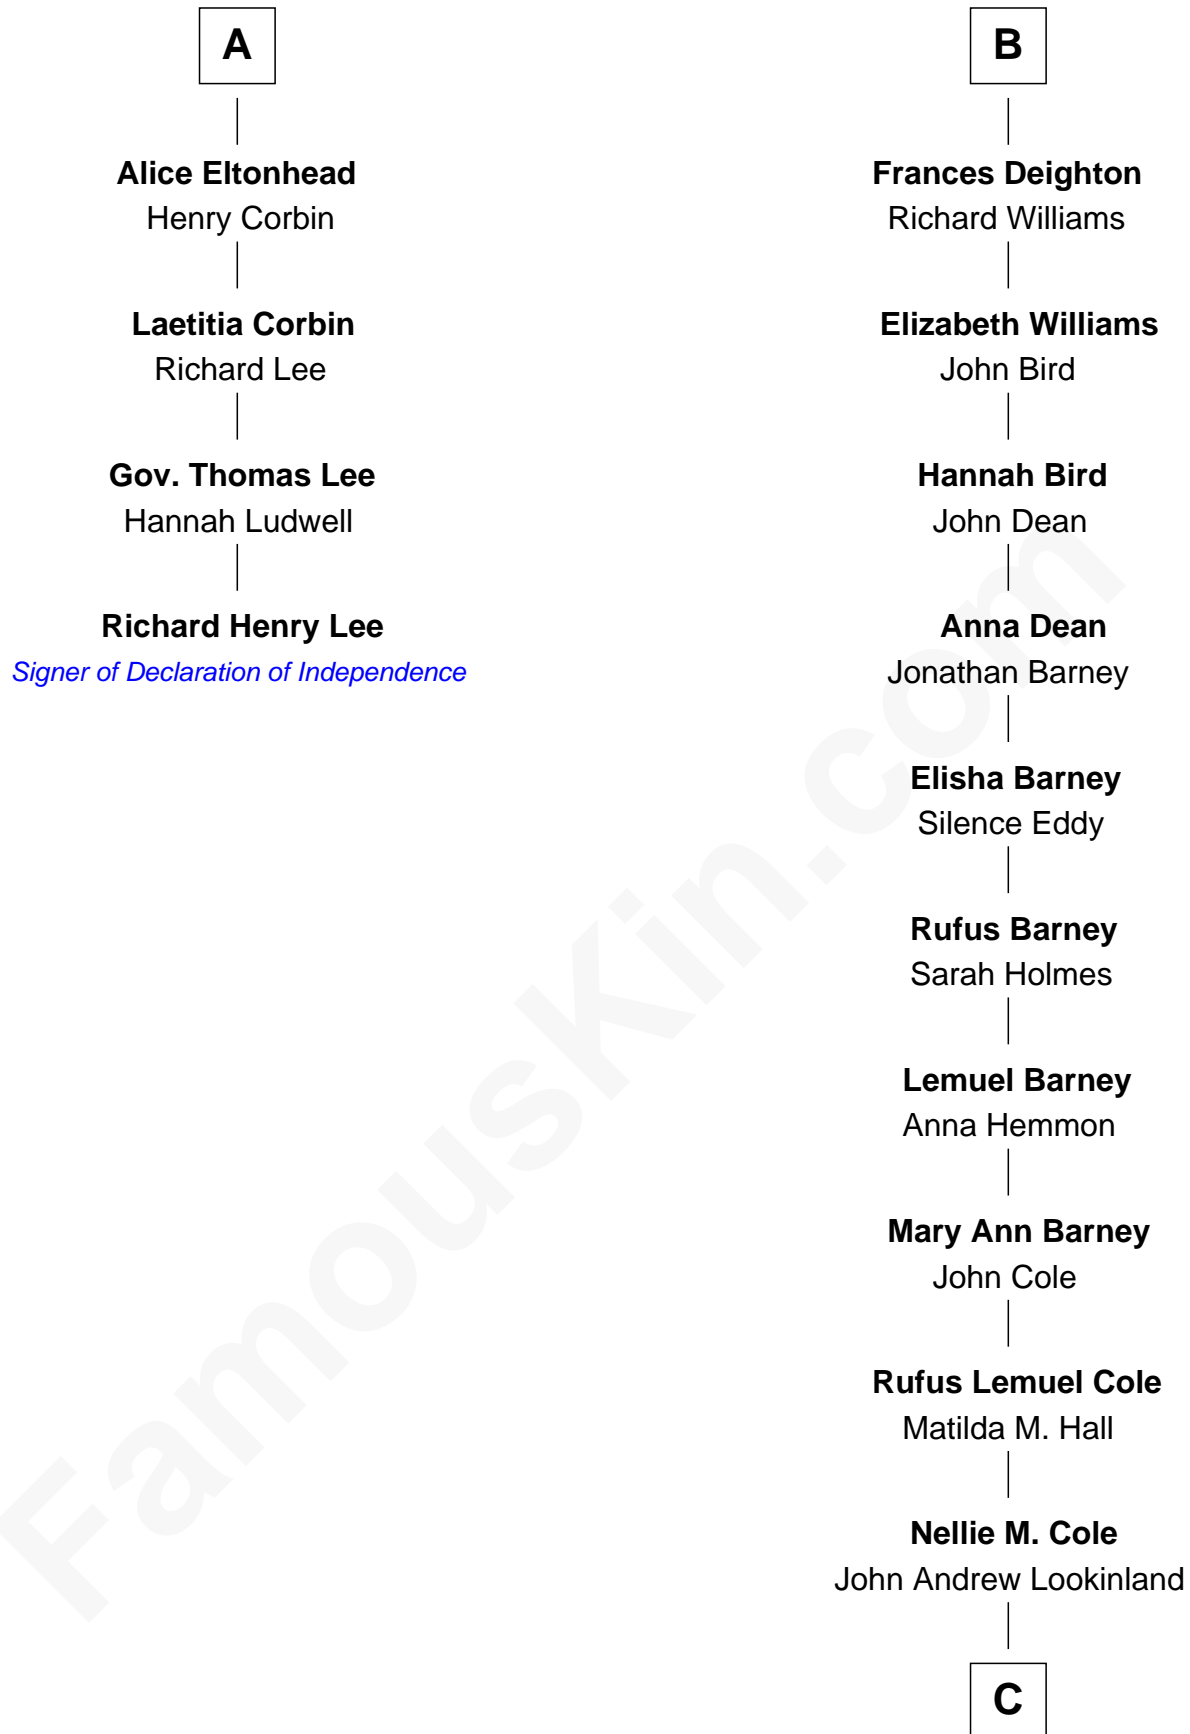 A
Alice Eltonhead
Henry Corbin
Laetitia Corbin
Richard Lee
Gov. Thomas Lee
Hannah Ludwell
Richard Henry Lee
Signer of Declaration of Independence
B
Frances Deighton
Richard Williams
Elizabeth Williams
John Bird
Hannah Bird
John Dean
Anna Dean
Jonathan Barney
Elisha Barney
Silence Eddy
Rufus Barney
Sarah Holmes
Lemuel Barney
Anna Hemmon
Mary Ann Barney
John Cole
Rufus Lemuel Cole
Matilda M. Hall
Nellie M. Cole
John Andrew Lookinland
C
FamousKin.com